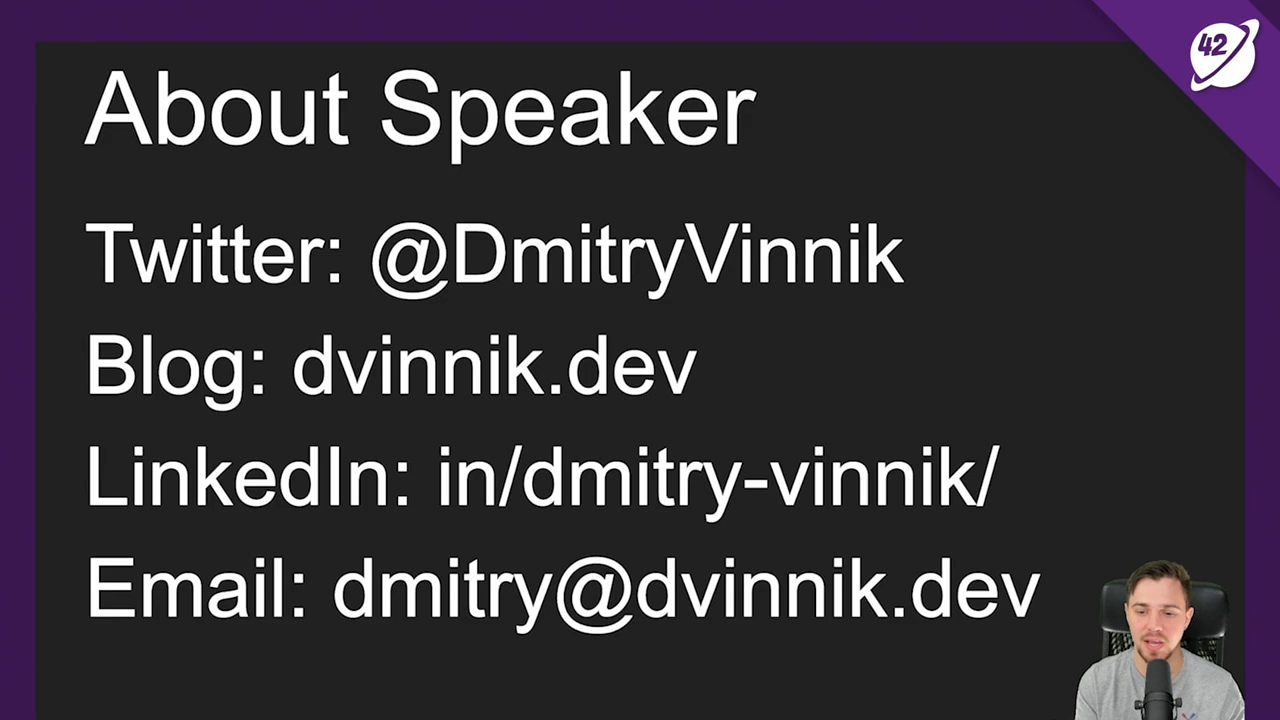 About Speaker
42
Twitter: @DmitryVinnik
Blog: dvinnik.dev
LinkedIn: in/dmitry-vinnik/
Email: dmitry@dvinnik.dev